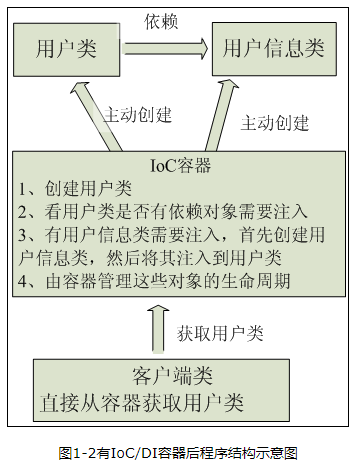 依赖
用户类
用户信息类
主动创建
主动创建
IoC容器
1、创建用户类
2、看用户类是否有依赖对象需要注入
3、有用户信息类需要注入，首先创建用
户信息类，然后将其注入到用户类
4、由容器管理这些对象的生命周期
获取用户类
客户端类
直接从容器获取用户类
图1-2有IoC/DI容器后程序结构示意图